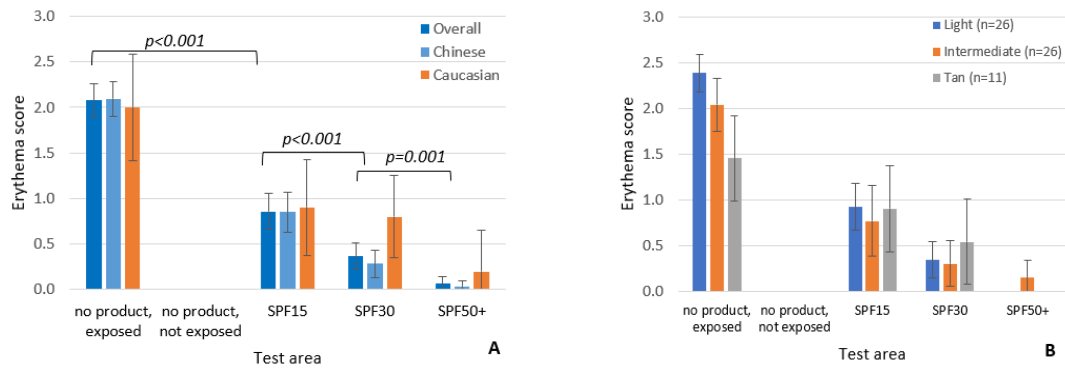 3.0
2.5
2.0
1.5
1.0
0.5
0.0
Erythema score
p<0.001
p<0.001
p=0.001
Overall
Chinese
Caucasian
no product,
exposed
no product,
not exposed
SPF15
SPF30
SPF50+
Test area
A
3.0
2.5
2.0
1.5
1.0
0.5
0.0
Erythema score
Light (n=26)
Intermediate (n=26)
Tan (n=11)
no product,
exposed
no product,
not exposed
SPF15
SPF30
SPF50+
Test area
B